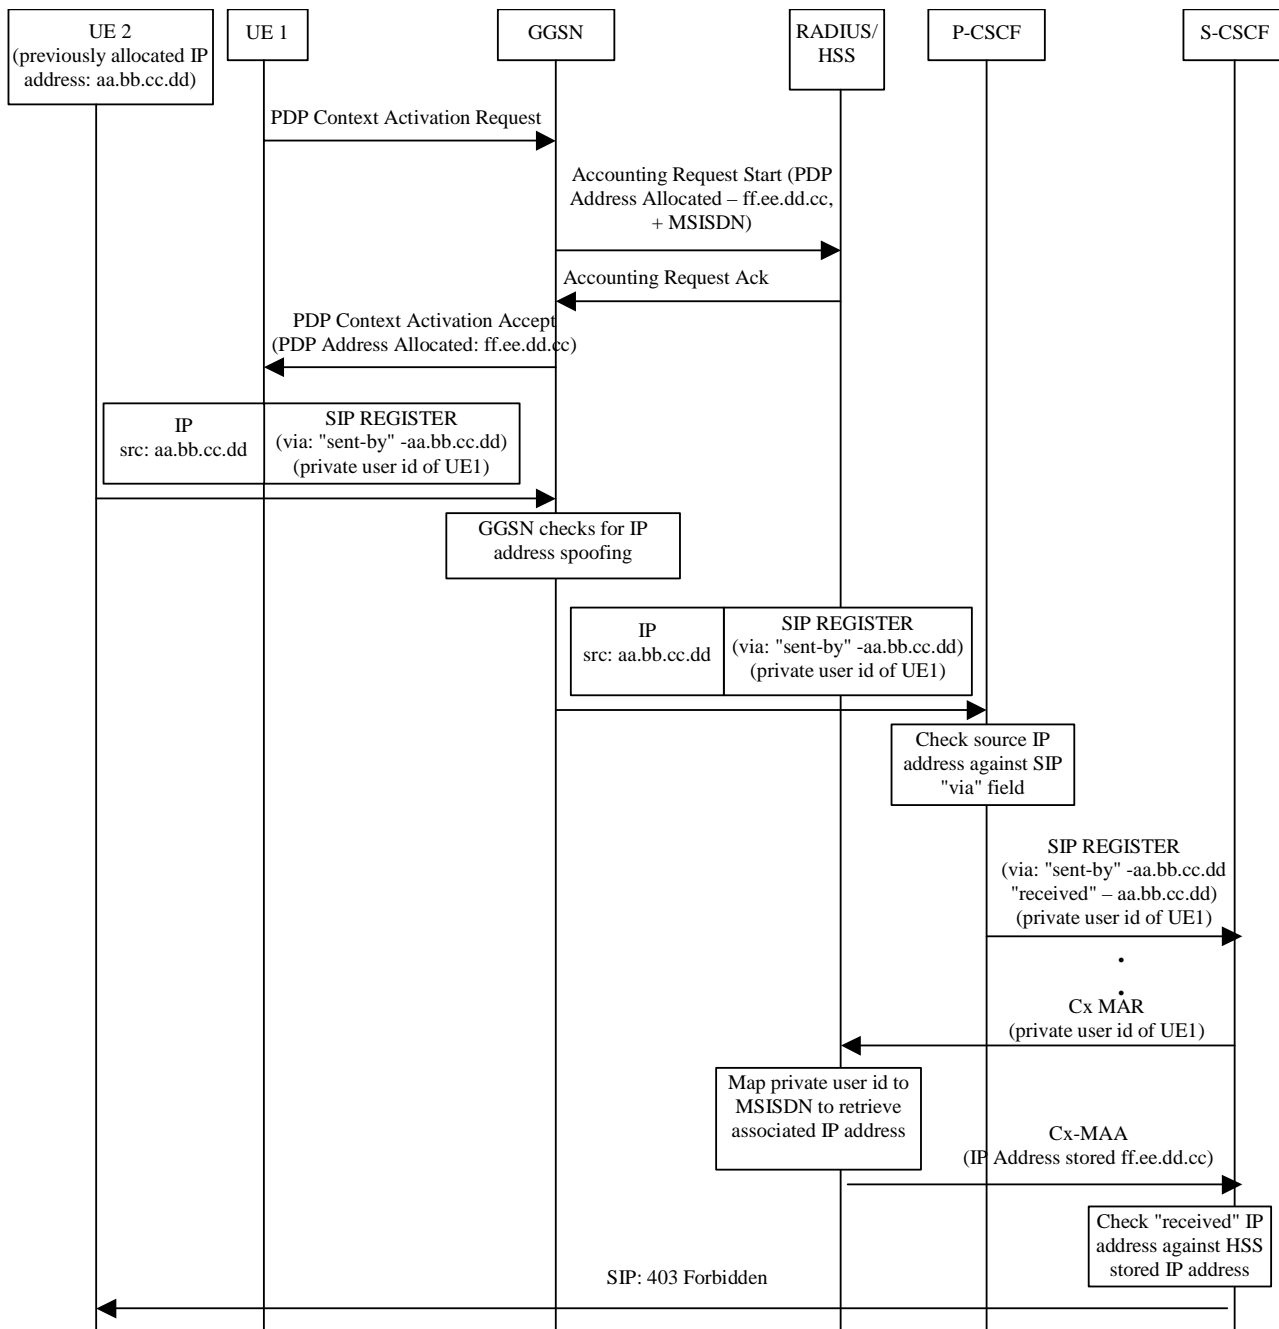 UE 2
(previously allocated IP
address: aa.bb.cc.dd)
UE 1
GGSN
RADIUS/
HSS
P-CSCF
S-CSCF
PDP Context Activation Request
Accounting Request Start (PDP
Address Allocated – ff.ee.dd.cc,
+ MSISDN)
Accounting Request Ack
PDP Context Activation Accept
(PDP Address Allocated: ff.ee.dd.cc)
IP
src: aa.bb.cc.dd
SIP REGISTER
(via: "sent-by" -aa.bb.cc.dd)
(private user id of UE1)
GGSN checks for IP
address spoofing
IP
src: aa.bb.cc.dd
SIP REGISTER
(via: "sent-by" -aa.bb.cc.dd)
(private user id of UE1)
Check source IP
address against SIP
"via" field
SIP REGISTER
(via: "sent-by" -aa.bb.cc.dd
"received" – aa.bb.cc.dd)
(private user id of UE1)
.
.
Cx MAR
(private user id of UE1)
Map private user id to
MSISDN to retrieve
associated IP address
Cx-MAA
(IP Address stored ff.ee.dd.cc)
Check "received" IP
address against HSS
stored IP address
SIP: 403 Forbidden